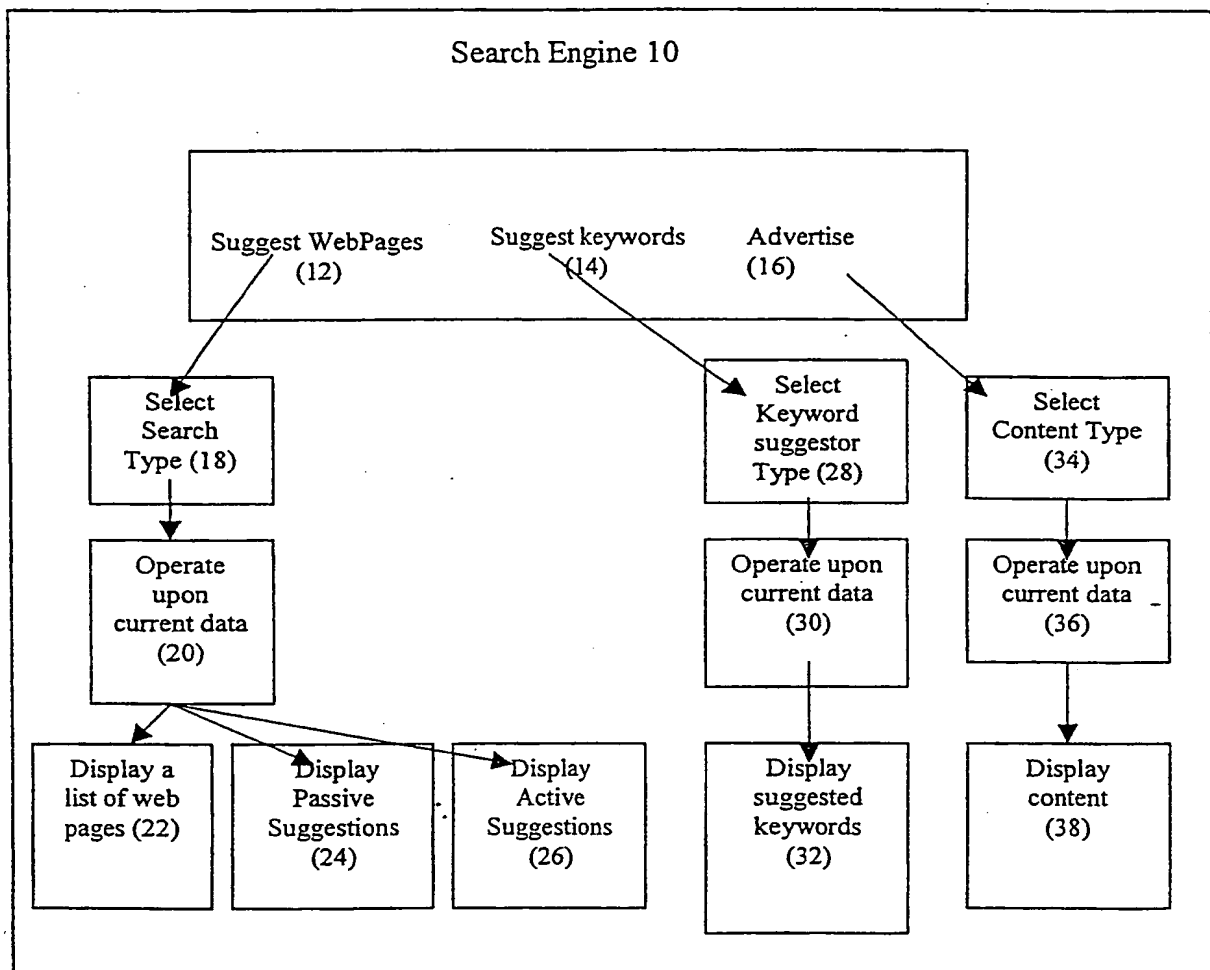 Search Engine 10
Suggest WebPages
(12)
Suggest keywords
(14)
Advertise
(16)
Select
Search
Type (18)
Select
Keyword
suggestor
Type (28)
Select
Content Type
(34)
Operate
upon
current data
(20)
Operate upon
current data
(30)
Operate upon
current data
(36)
Display a
list of web
pages (22)
Display
Passive
Suggestions
(24)
Display
Active
Suggestions
(26)
Display
suggested
keywords
(32)
Display
content
(38)